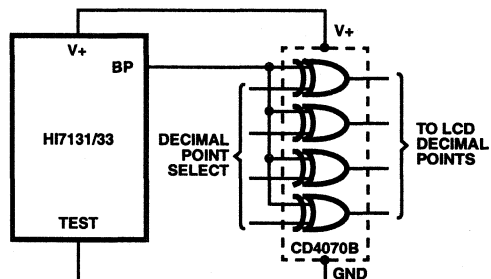 V+
V+
BP
HI7131/33
DECIMAL
POINT
SELECT
TO LCD
DECIMAL
POINTS
TEST
CD4070B
GND